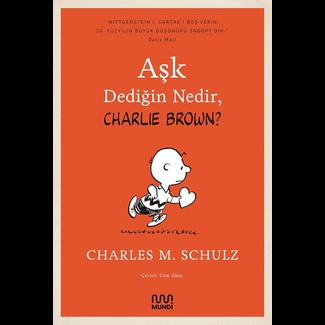 "WITTGENSTEIN'I, SARTRE'I BOŞ VERİN;
20. YÜZYILIN BÜYÜK DÜŞÜNÜRÜ SNOOPY'DİR."
Daily Mail
Aşk
Dediğin Nedir,
CHARLIE BROWN?
CHARLES M. SCHULZ
Çeviri: Cem Akaş
MUNDI